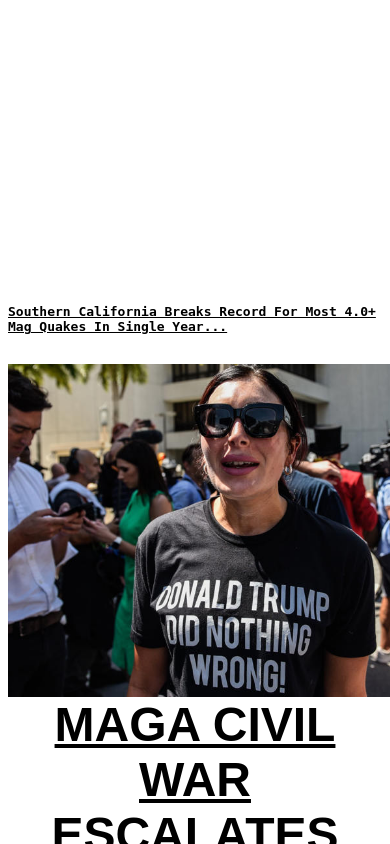 Southern California Breaks Record For Most 4.0+
Mag Quakes In Single Year...
DONALD TRUMP
DID NOTHING
WRONG!
MAGA CIVIL
WAR
ESCALATES